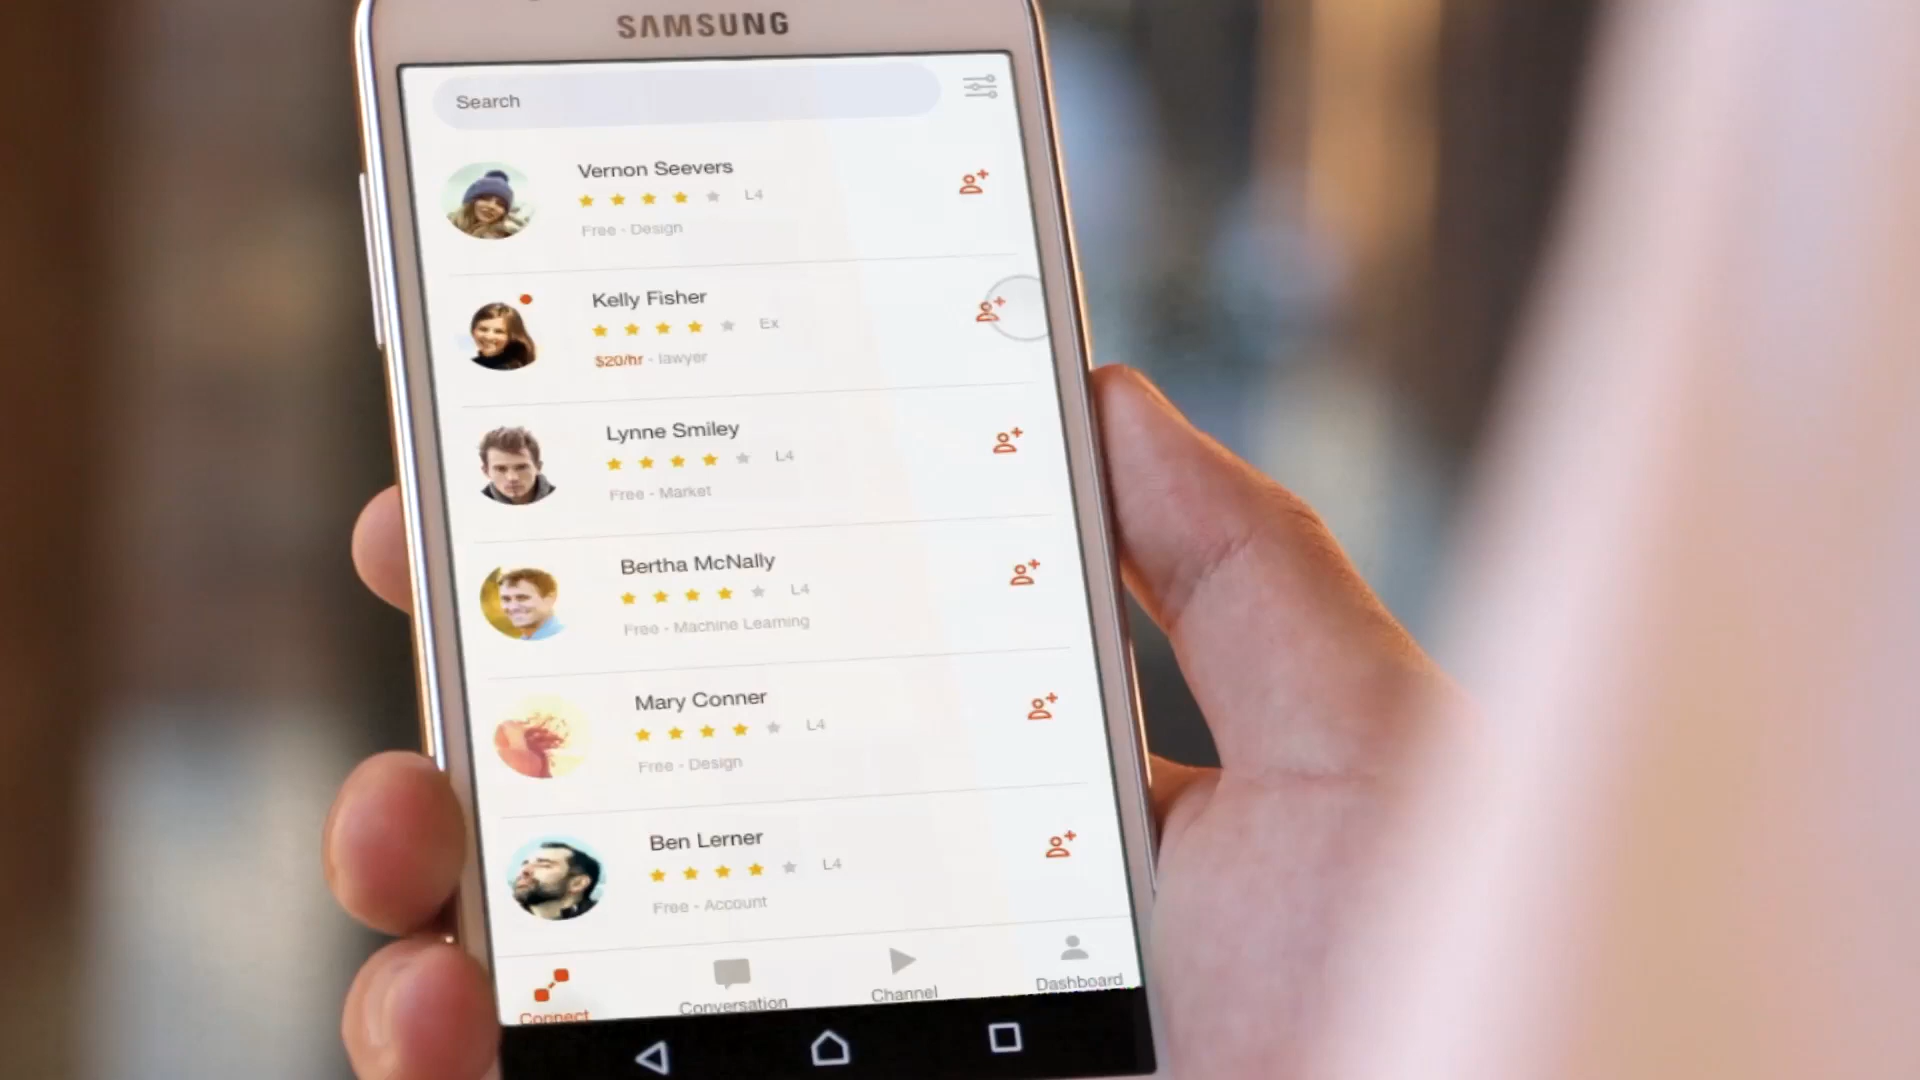 SAMSUNG
Search
Vernon Seevers
L4
Free - Design
Kelly Fisher
Ex
$20/hr - lawyer
Lynne Smiley
L4
Free - Market
Bertha McNally
L4
Free - Machine Learning
Mary Conner
L4
Free - Design
Ben Lerner
L4
Free - Account
Connect
Conversation
Channel
Dashboard